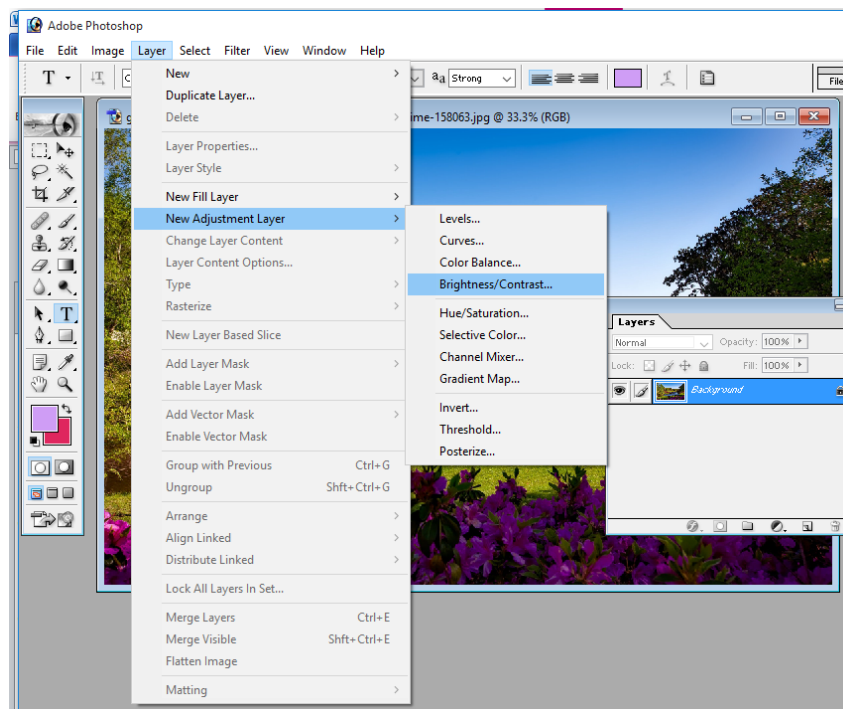 Adobe Photoshop
File Edit Image Layer Select Filter View Window Help
T T aa Strong File
ime-158063.jpg @ 33.3% (RGB)
New
Duplicate Layer...
Delete
Layer Properties...
Layer Style
New Fill Layer
New Adjustment Layer
Change Layer Content
Layer Content Options...
Type
Rasterize
New Layer Based Slice
Add Layer Mask
Enable Layer Mask
Add Vector Mask
Enable Vector Mask
Group with Previous Ctrl+G
Ungroup Shft+Ctrl+G
Arrange
Align Linked
Distribute Linked
Lock All Layers In Set...
Merge Layers Ctrl+E
Merge Visible Shft+Ctrl+E
Flatten Image
Matting
Levels...
Curves...
Color Balance...
Brightness/Contrast...
Hue/Saturation...
Selective Color...
Channel Mixer...
Gradient Map...
Invert...
Threshold...
Posterize...
Layers
Normal Opacity: 100%
Lock: Fill: 100%
Background
T